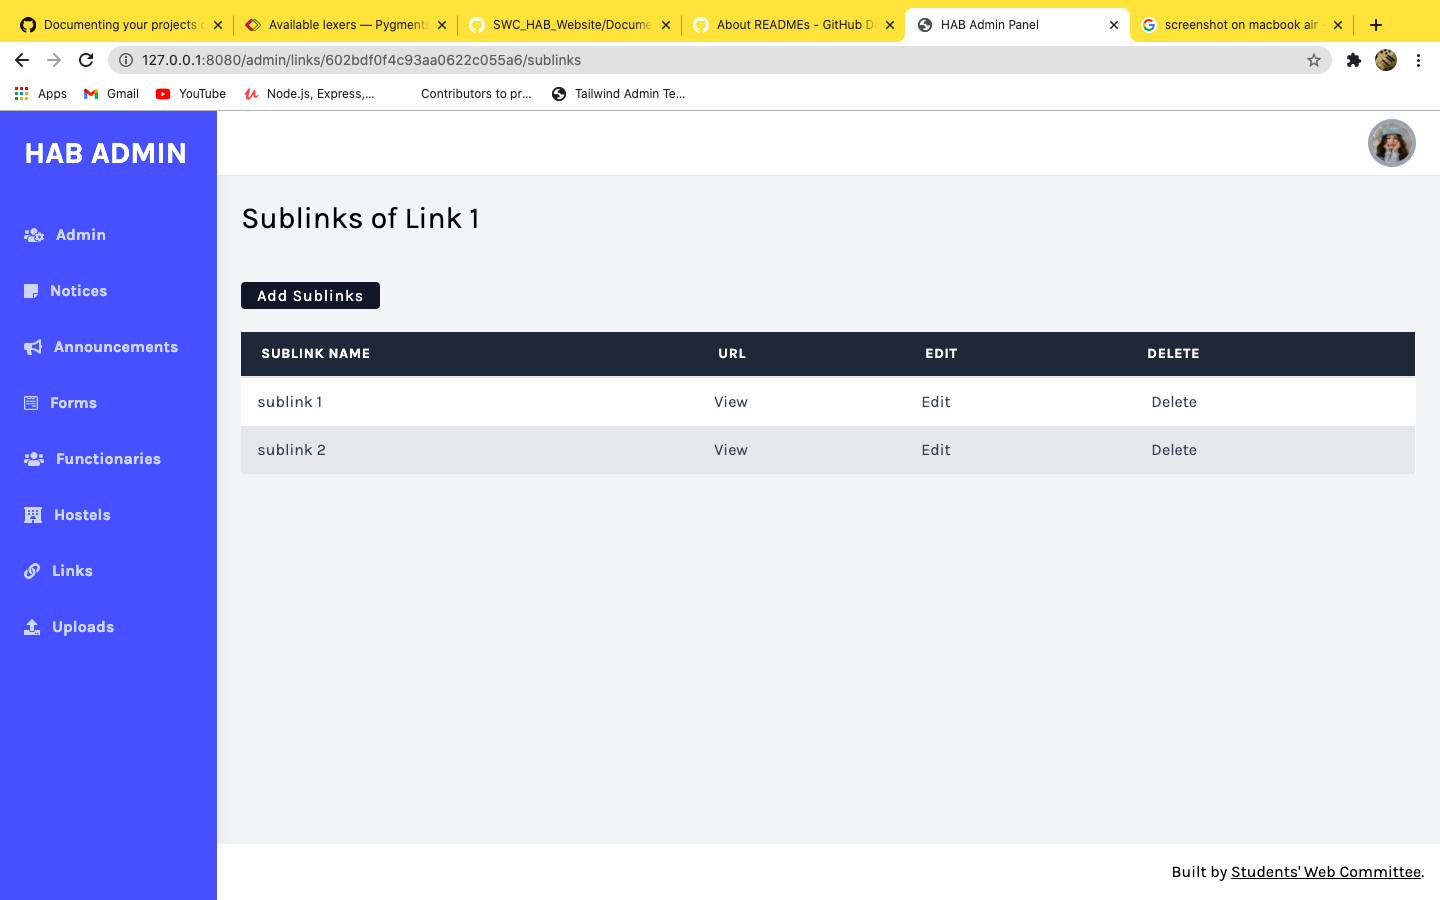 Documenting your projects
Available lexers — Pygments
SWC_HAB_Website/Docume
About READMEs - GitHub D
HAB Admin Panel
screenshot on macbook air
127.0.0.1:8080/admin/links/602bdf0f4c93aa0622c055a6/sublinks
Apps
Gmail
YouTube
Node.js, Express,...
Contributors to pr...
Tailwind Admin Te...
HAB ADMIN
Admin
Notices
Announcements
Forms
Functionaries
Hostels
Links
Uploads
Sublinks of Link 1
Add Sublinks
SUBLINK NAME URL EDIT DELETE
sublink 1 View Edit Delete
sublink 2 View Edit Delete
Built by Students' Web Committee.